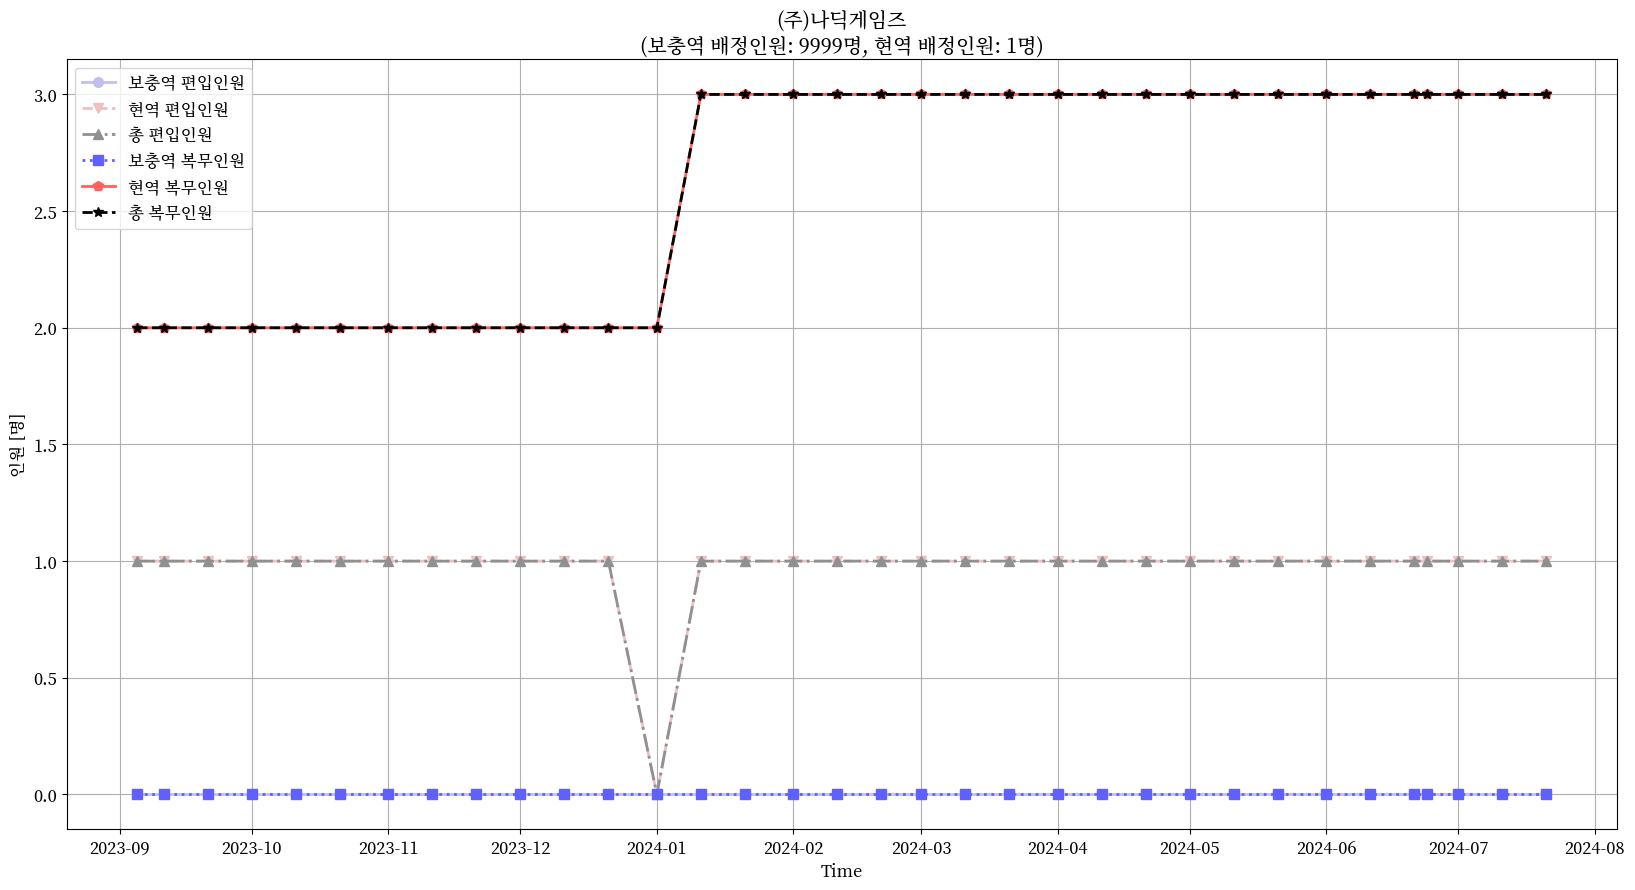 (주)나딕게임즈
(보충역 배정인원: 9999명, 현역 배정인원: 1명)
보충역 편입인원
현역 편입인원
총 편입인원
보충역 복무인원
현역 복무인원
총 복무인원
인원 [명]
3.0
2.5
2.0
1.5
1.0
0.5
0.0
2023-09 2023-10 2023-11 2023-12 2024-01 2024-02 2024-03 2024-04 2024-05 2024-06 2024-07 2024-08
Time